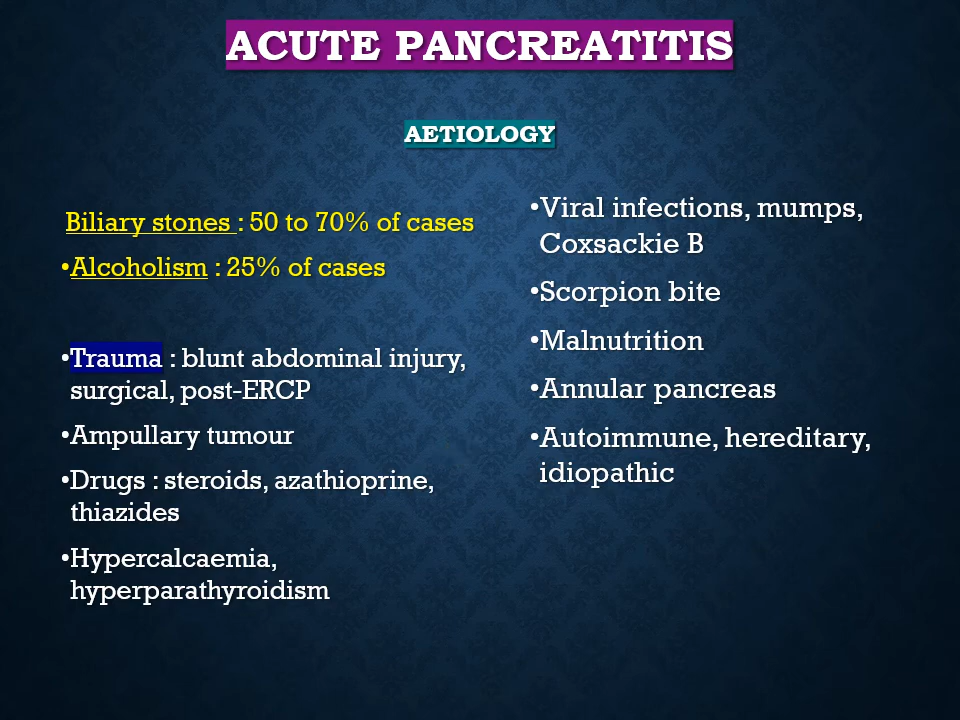 ACUTE PANCREATITIS
AETIOLOGY
Biliary stones : 50 to 70% of cases
•Alcoholism : 25% of cases
•Trauma : blunt abdominal injury,
surgical, post-ERCP
•Ampullary tumour
•Drugs : steroids, azathioprine,
thiazides
•Hypercalcaemia,
hyperparathyroidism
•Viral infections, mumps,
Coxsackie B
•Scorpion bite
•Malnutrition
•Annular pancreas
•Autoimmune, hereditary,
idiopathic